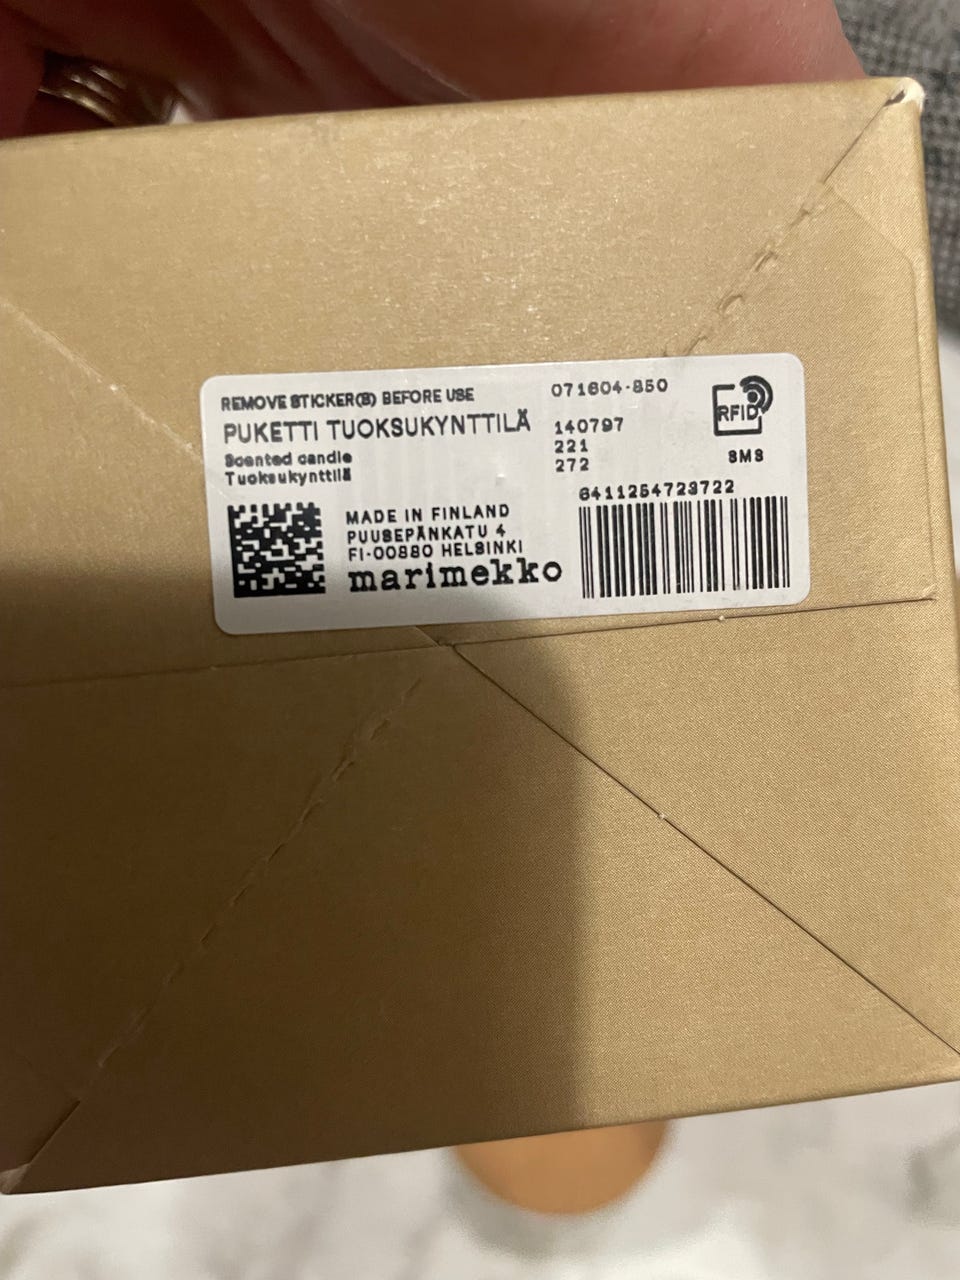 REMOVE STICKER(S) BEFORE USE
PUKETTI TUOKSUKYNTTILÄ
Scented candle
Tuoksukynttilä
MADE IN FINLAND
PUUSEPÄNKATU 4
FI-00880 HELSINKI
marimekko
071604-850
140797
221
272
RFID
SMS
6411254723722